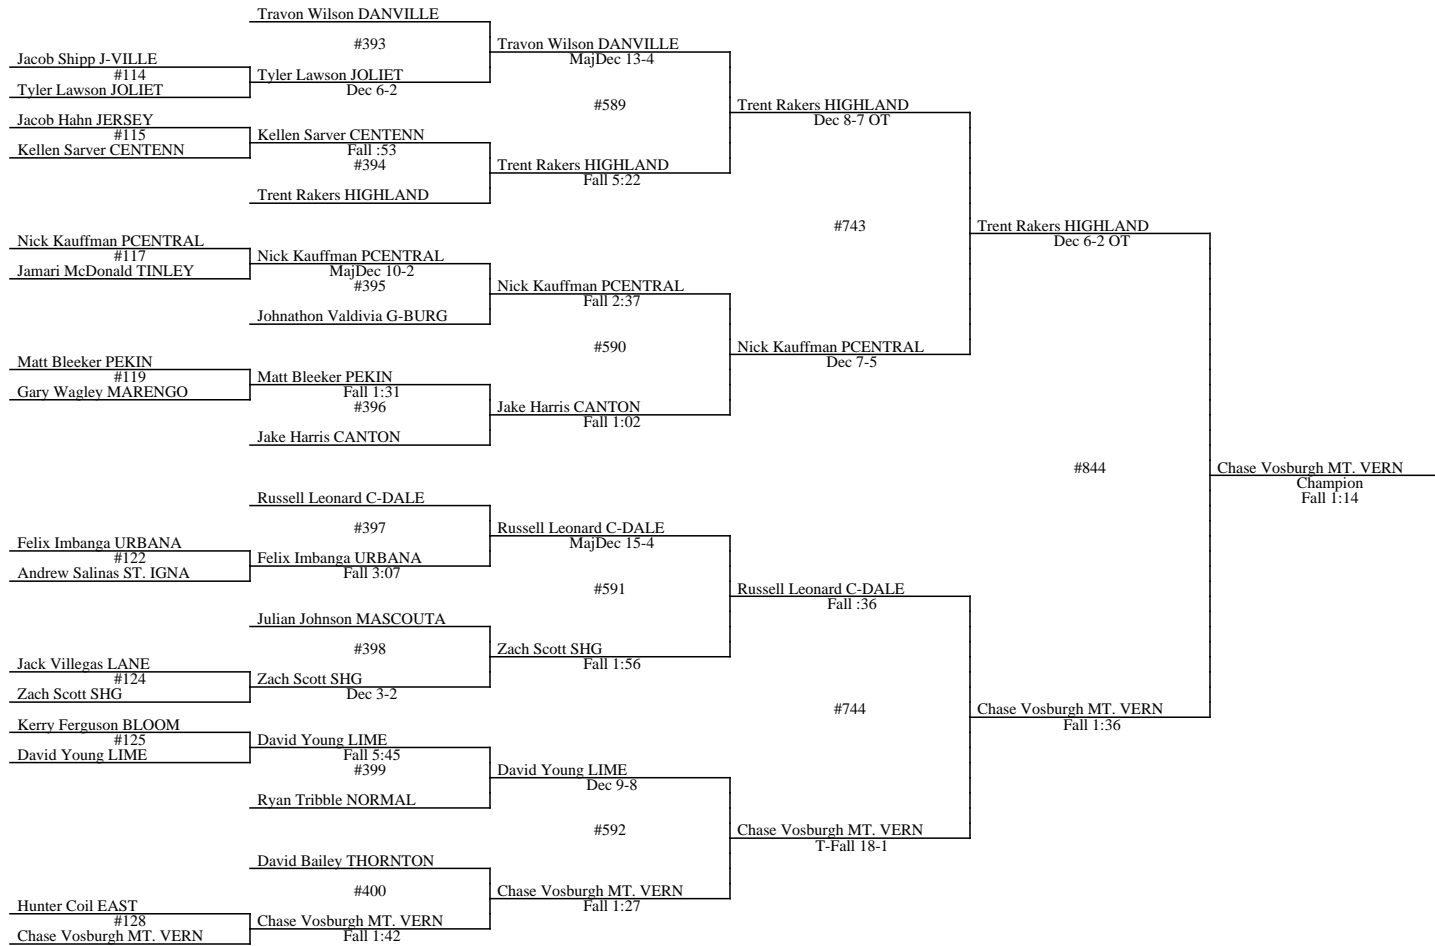 Travon Wilson DANVILLE
#393
Travon Wilson DANVILLE
MajDec 13-4
Jacob Shipp J-VILLE
#114
Tyler Lawson JOLIET
Tyler Lawson JOLIET
Dec 6-2
#589
Trent Rakers HIGHLAND
Dec 8-7 OT
Jacob Hahn JERSEY
#115
Kellen Sarver CENTENN
Kellen Sarver CENTENN
Fall :53
#394
Trent Rakers HIGHLAND
Fall 5:22
Trent Rakers HIGHLAND
#743
Trent Rakers HIGHLAND
Dec 6-2 OT
Nick Kauffman PCENTRAL
#117
Jamari McDonald TINLEY
Nick Kauffman PCENTRAL
MajDec 10-2
#395
Nick Kauffman PCENTRAL
Fall 2:37
Johnathon Valdivia G-BURG
#590
Nick Kauffman PCENTRAL
Dec 7-5
Matt Bleeker PEKIN
#119
Gary Wagley MARENGO
Matt Bleeker PEKIN
Fall 1:31
#396
Jake Harris CANTON
Fall 1:02
Jake Harris CANTON
#844
Chase Vosburgh MT. VERN
Champion
Fall 1:14
Russell Leonard C-DALE
#397
Russell Leonard C-DALE
MajDec 15-4
Felix Imbanga URBANA
#122
Andrew Salinas ST. IGNA
Felix Imbanga URBANA
Fall 3:07
#591
Russell Leonard C-DALE
Fall :36
Julian Johnson MASCOUTA
#398
Zach Scott SHG
Fall 1:56
Jack Villegas LANE
#124
Zach Scott SHG
Zach Scott SHG
Dec 3-2
#744
Chase Vosburgh MT. VERN
Fall 1:36
Kerry Ferguson BLOOM
#125
David Young LIME
David Young LIME
Fall 5:45
#399
David Young LIME
Dec 9-8
Ryan Tribble NORMAL
#592
Chase Vosburgh MT. VERN
T-Fall 18-1
David Bailey THORNTON
#400
Chase Vosburgh MT. VERN
Fall 1:27
Hunter Coil EAST
#128
Chase Vosburgh MT. VERN
Chase Vosburgh MT. VERN
Fall 1:42